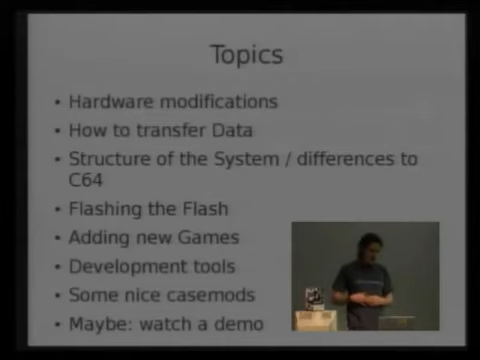 Topics
• Hardware modifications
• How to transfer Data
• Structure of the System / differences to
C64
• Flashing the Flash
• Adding new Games
• Development tools
• Some nice casemods
• Maybe: watch a demo